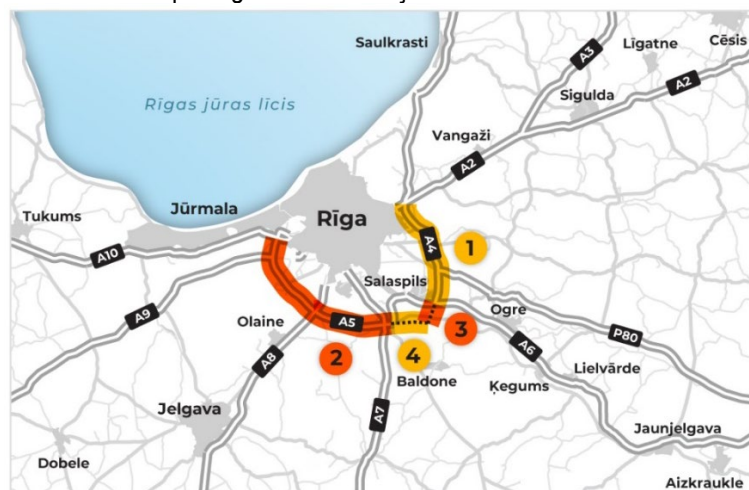 Saulkrasti
Līgatne
Cēsis
A3
A2
Sigulda
Rīgas jūras līcis
Vangaži
A2
Jūrmala
Tukums
Rīga
A4
1
A10
Salaspils
Ogre
A9
Olaine
A5
3
P80
A8
2
4
A6
Baldone
Ķegums
Lielvārde
Jelgava
A7
Jaunjelgava
Dobele
Aizkraukle